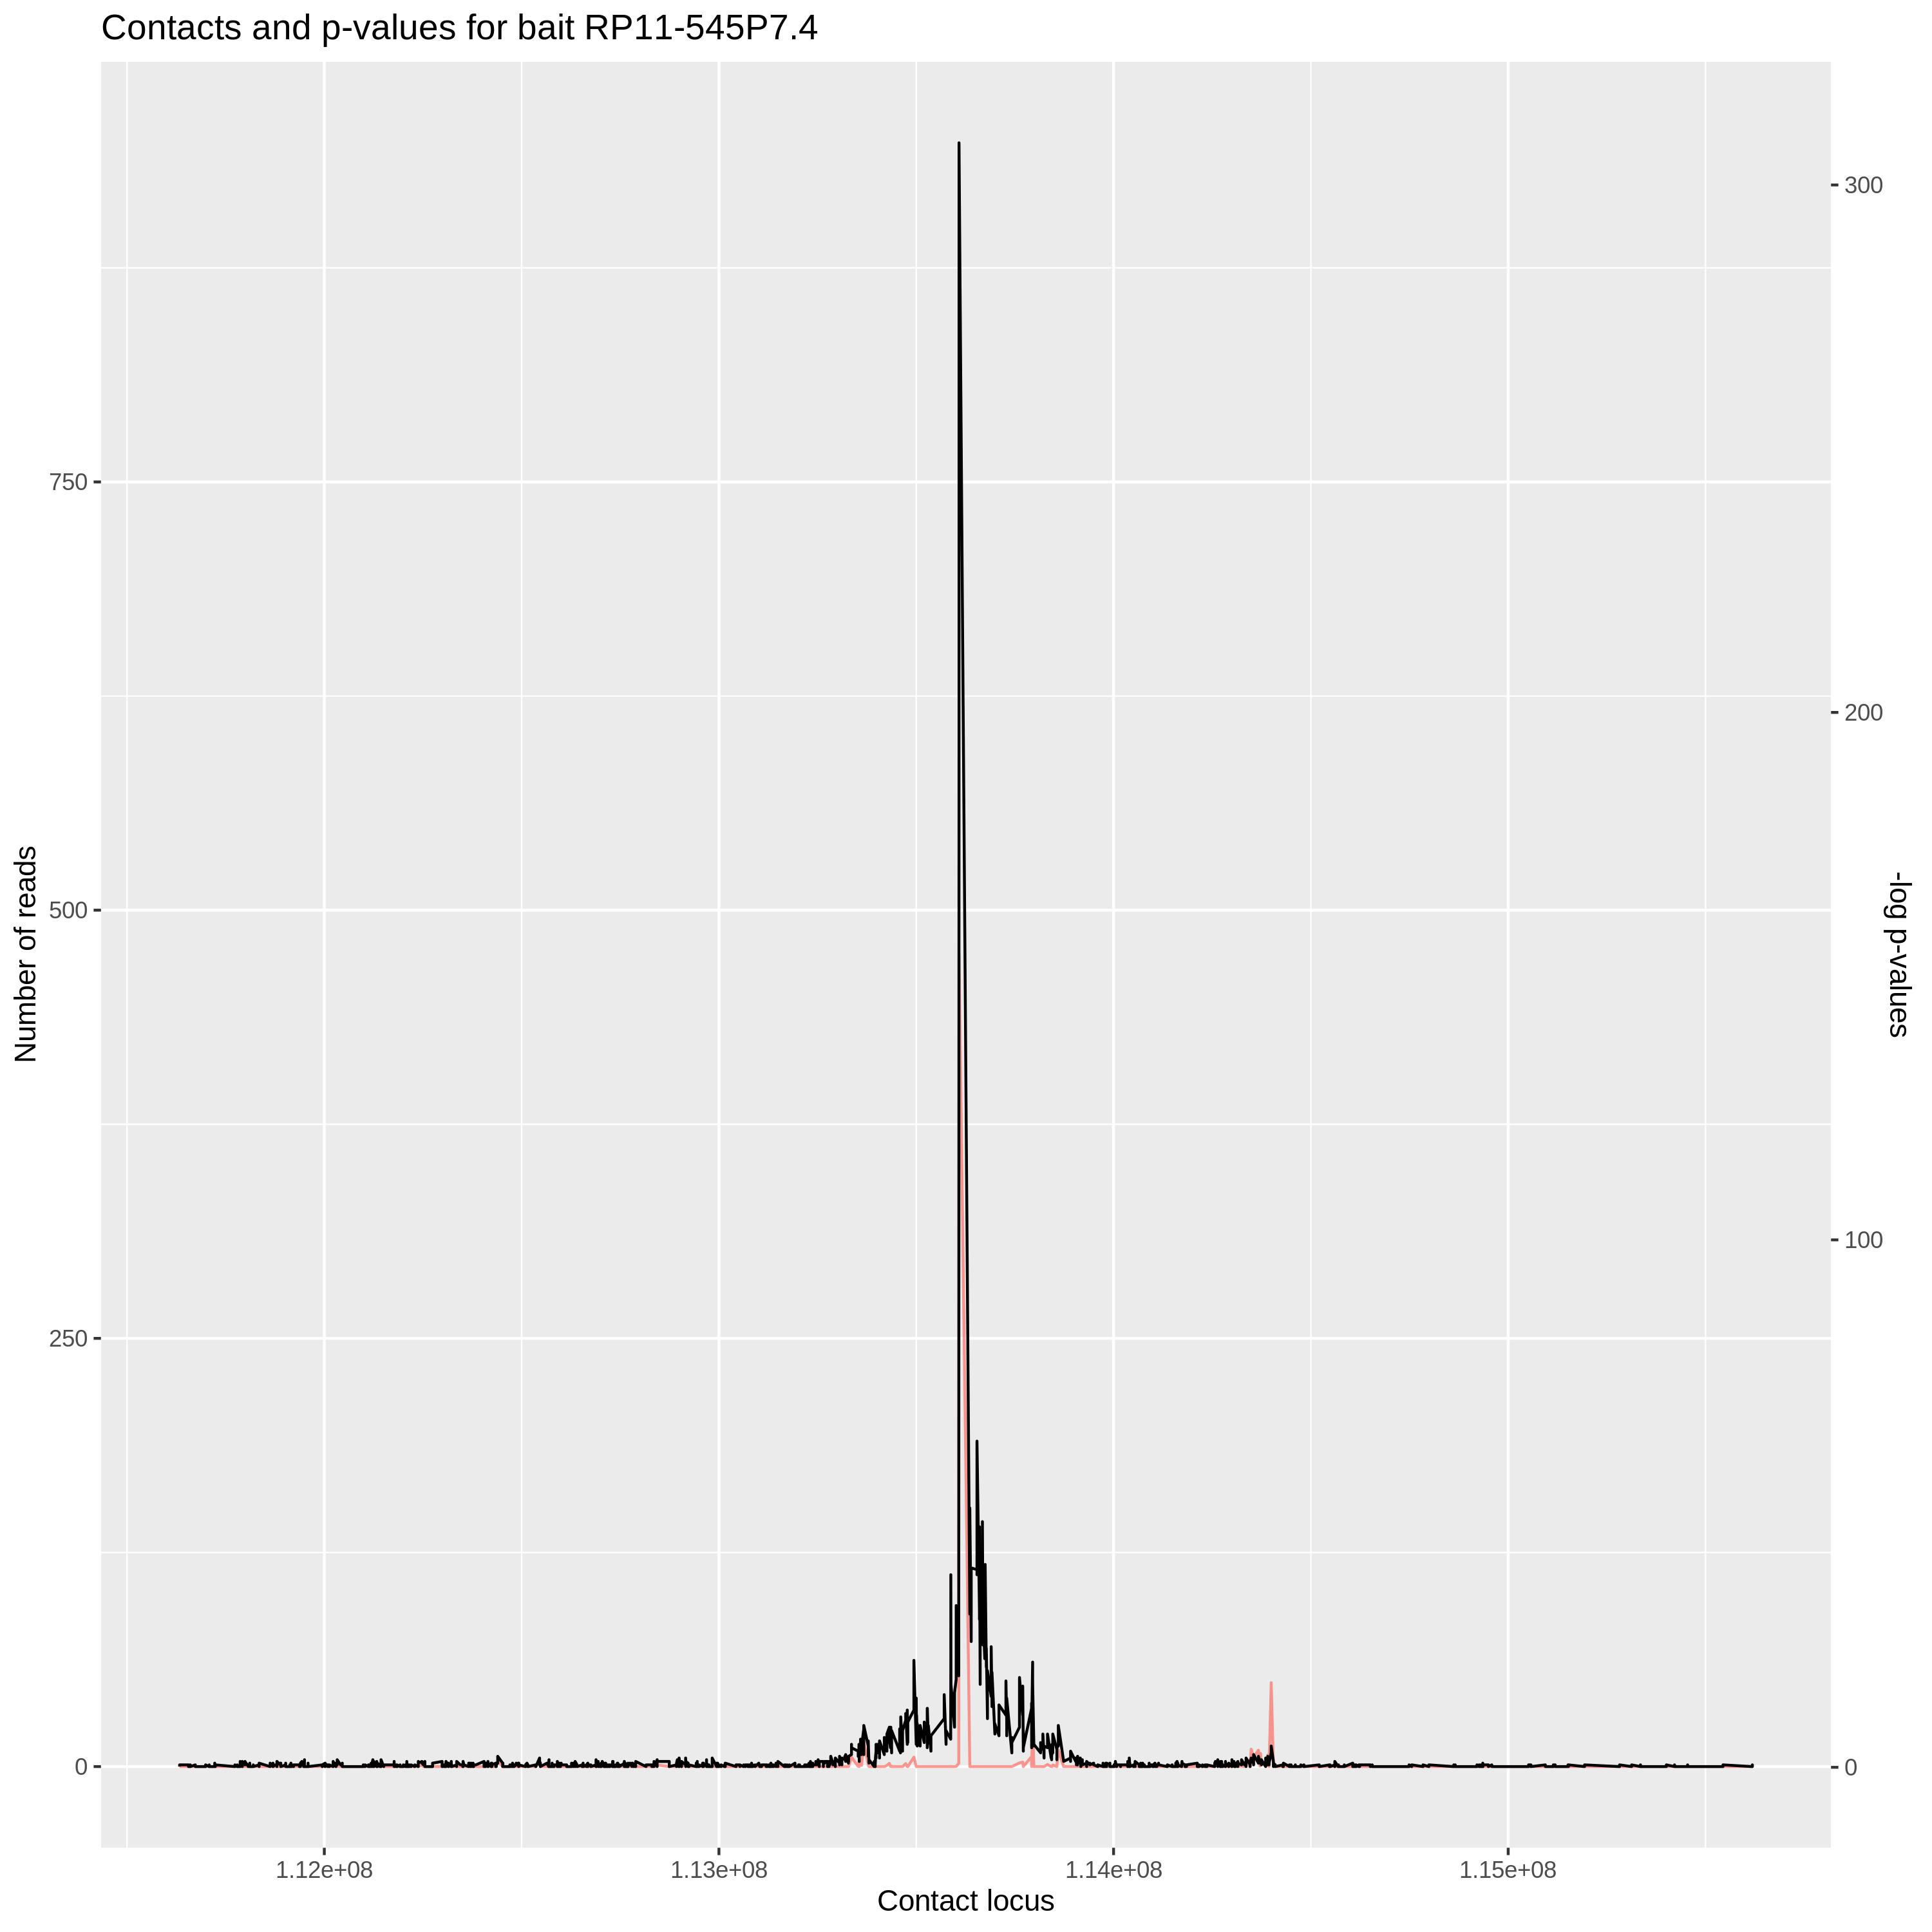 Contacts and p-values for bait RP11-545P7.4
300
750
200
500
Number of reads
-log p-values
100
250
0
0
1.12e+08
1.13e+08
1.14e+08
1.15e+08
Contact locus